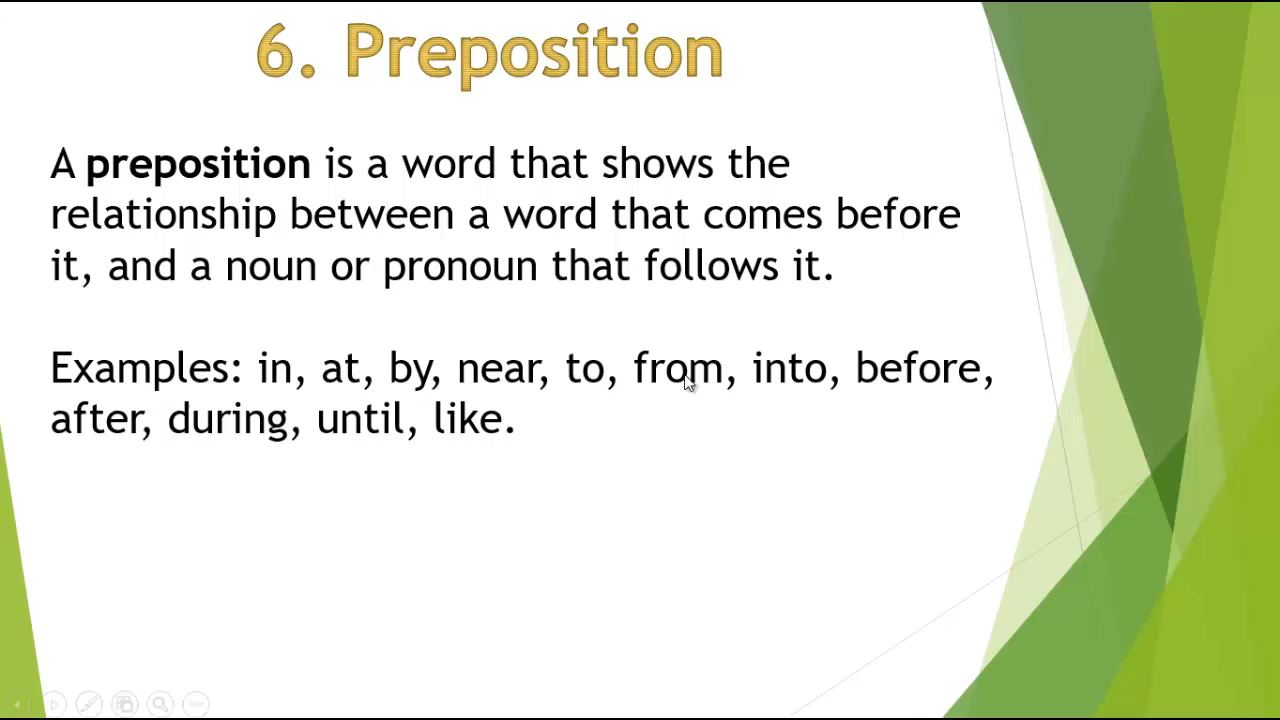 6. Preposition
A preposition is a word that shows the
relationship between a word that comes before
it, and a noun or pronoun that follows it.
Examples: in, at, by, near, to, from, into, before,
after, during, until, like.